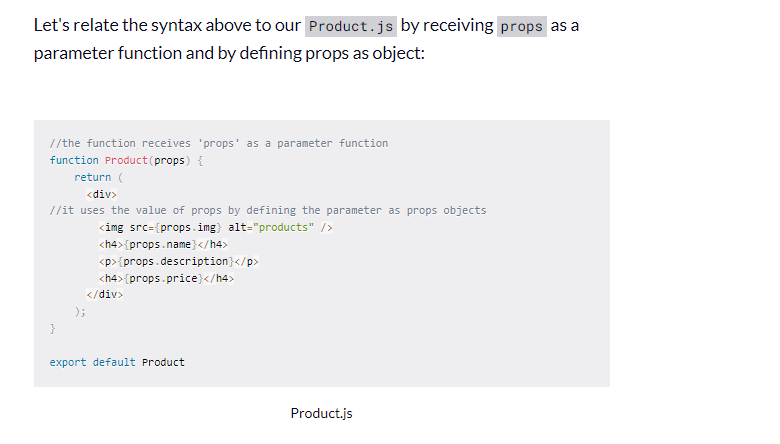 Let's relate the syntax above to our Product.js by receiving props as a
parameter function and by defining props as object:
//the function receives 'props' as a parameter function
function Product(props) {
return (
<div>
//it uses the value of props by defining the parameter as props objects
<img src={props.img} alt="products" />
<h4>{props.name}</h4>
<p>{props.description}</p>
<h4>{props.price}</h4>
</div>
);
}
export default Product
Product.js